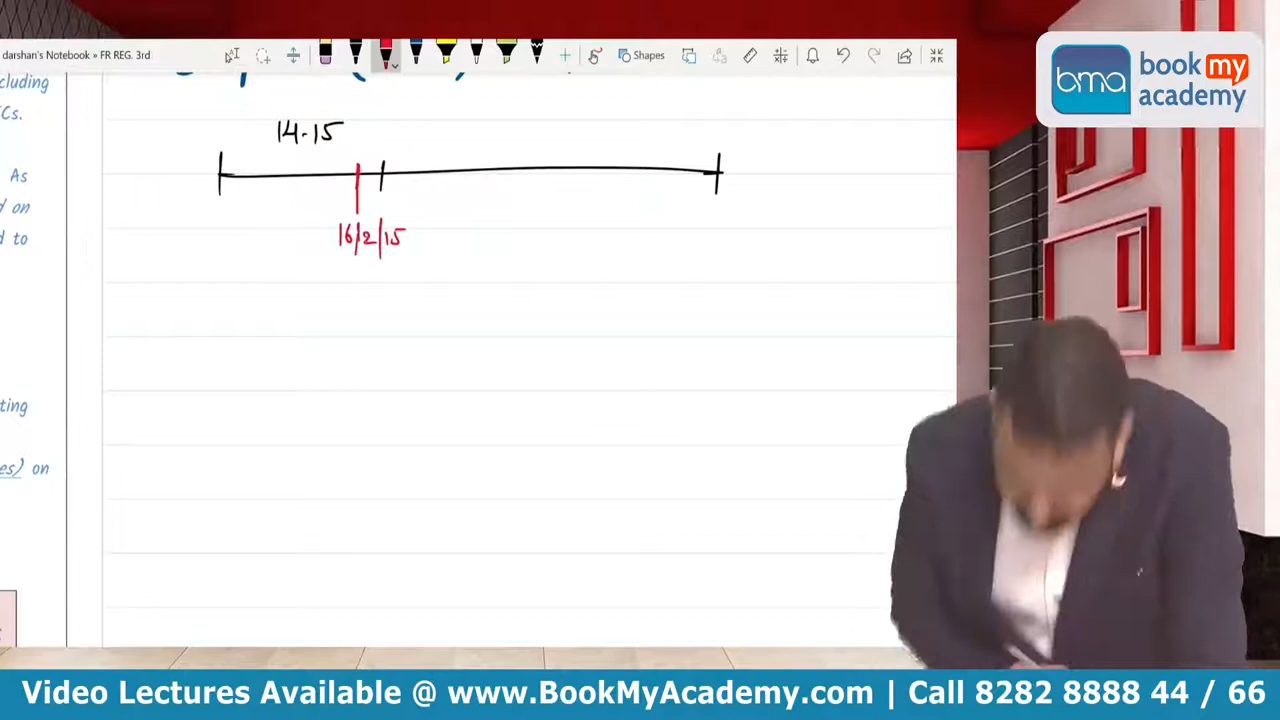 darshan's Notebook » FR REG. 3rd
Shapes
bma
book my
academy
cluding
Cs.
As
d on
d to
14-15
16/2/15
ting
es) on
Video Lectures Available @ www.BookMyAcademy.com | Call 8282 8888 44 / 66